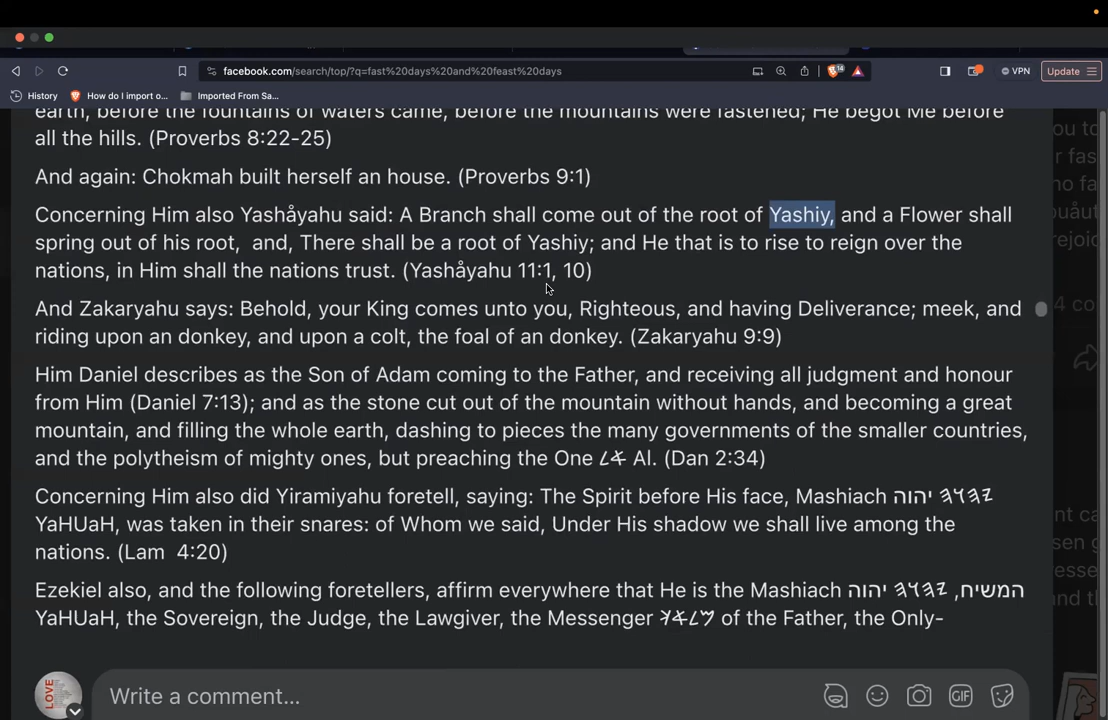 facebook.com/search/top/?q=fast%20days%20and%20feast%20days
14
VPN
Update
History
How do I import o...
Imported From Sa...
earth, before the fountains of waters came, before the mountains were fastened; He begot Me before
all the hills. (Proverbs 8:22-25)
And again: Chokmah built herself an house. (Proverbs 9:1)
Concerning Him also Yashåyahu said: A Branch shall come out of the root of Yashiy, and a Flower shall
spring out of his root,  and, There shall be a root of Yashiy; and He that is to rise to reign over the
nations, in Him shall the nations trust. (Yashåyahu 11:1, 10)
And Zakaryahu says: Behold, your King comes unto you, Righteous, and having Deliverance; meek, and
riding upon an donkey, and upon a colt, the foal of an donkey. (Zakaryahu 9:9)
Him Daniel describes as the Son of Adam coming to the Father, and receiving all judgment and honour
from Him (Daniel 7:13); and as the stone cut out of the mountain without hands, and becoming a great
mountain, and filling the whole earth, dashing to pieces the many governments of the smaller countries,
and the polytheism of mighty ones, but preaching the One 𐤀𐤋 Al. (Dan 2:34)
Concerning Him also did Yiramiyahu foretell, saying: The Spirit before His face, Mashiach יהוה 𐤉𐤄𐤅𐤄
YaHUaH, was taken in their snares: of Whom we said, Under His shadow we shall live among the
nations. (Lam  4:20)
Ezekiel also, and the following foretellers, affirm everywhere that He is the Mashiach המשיח, 𐤉𐤄𐤅𐤄 יהוה
YaHUaH, the Sovereign, the Judge, the Lawgiver, the Messenger 𐤌𐤋𐤀𐤊 of the Father, the Only-
LOVE
Write a comment...
GIF